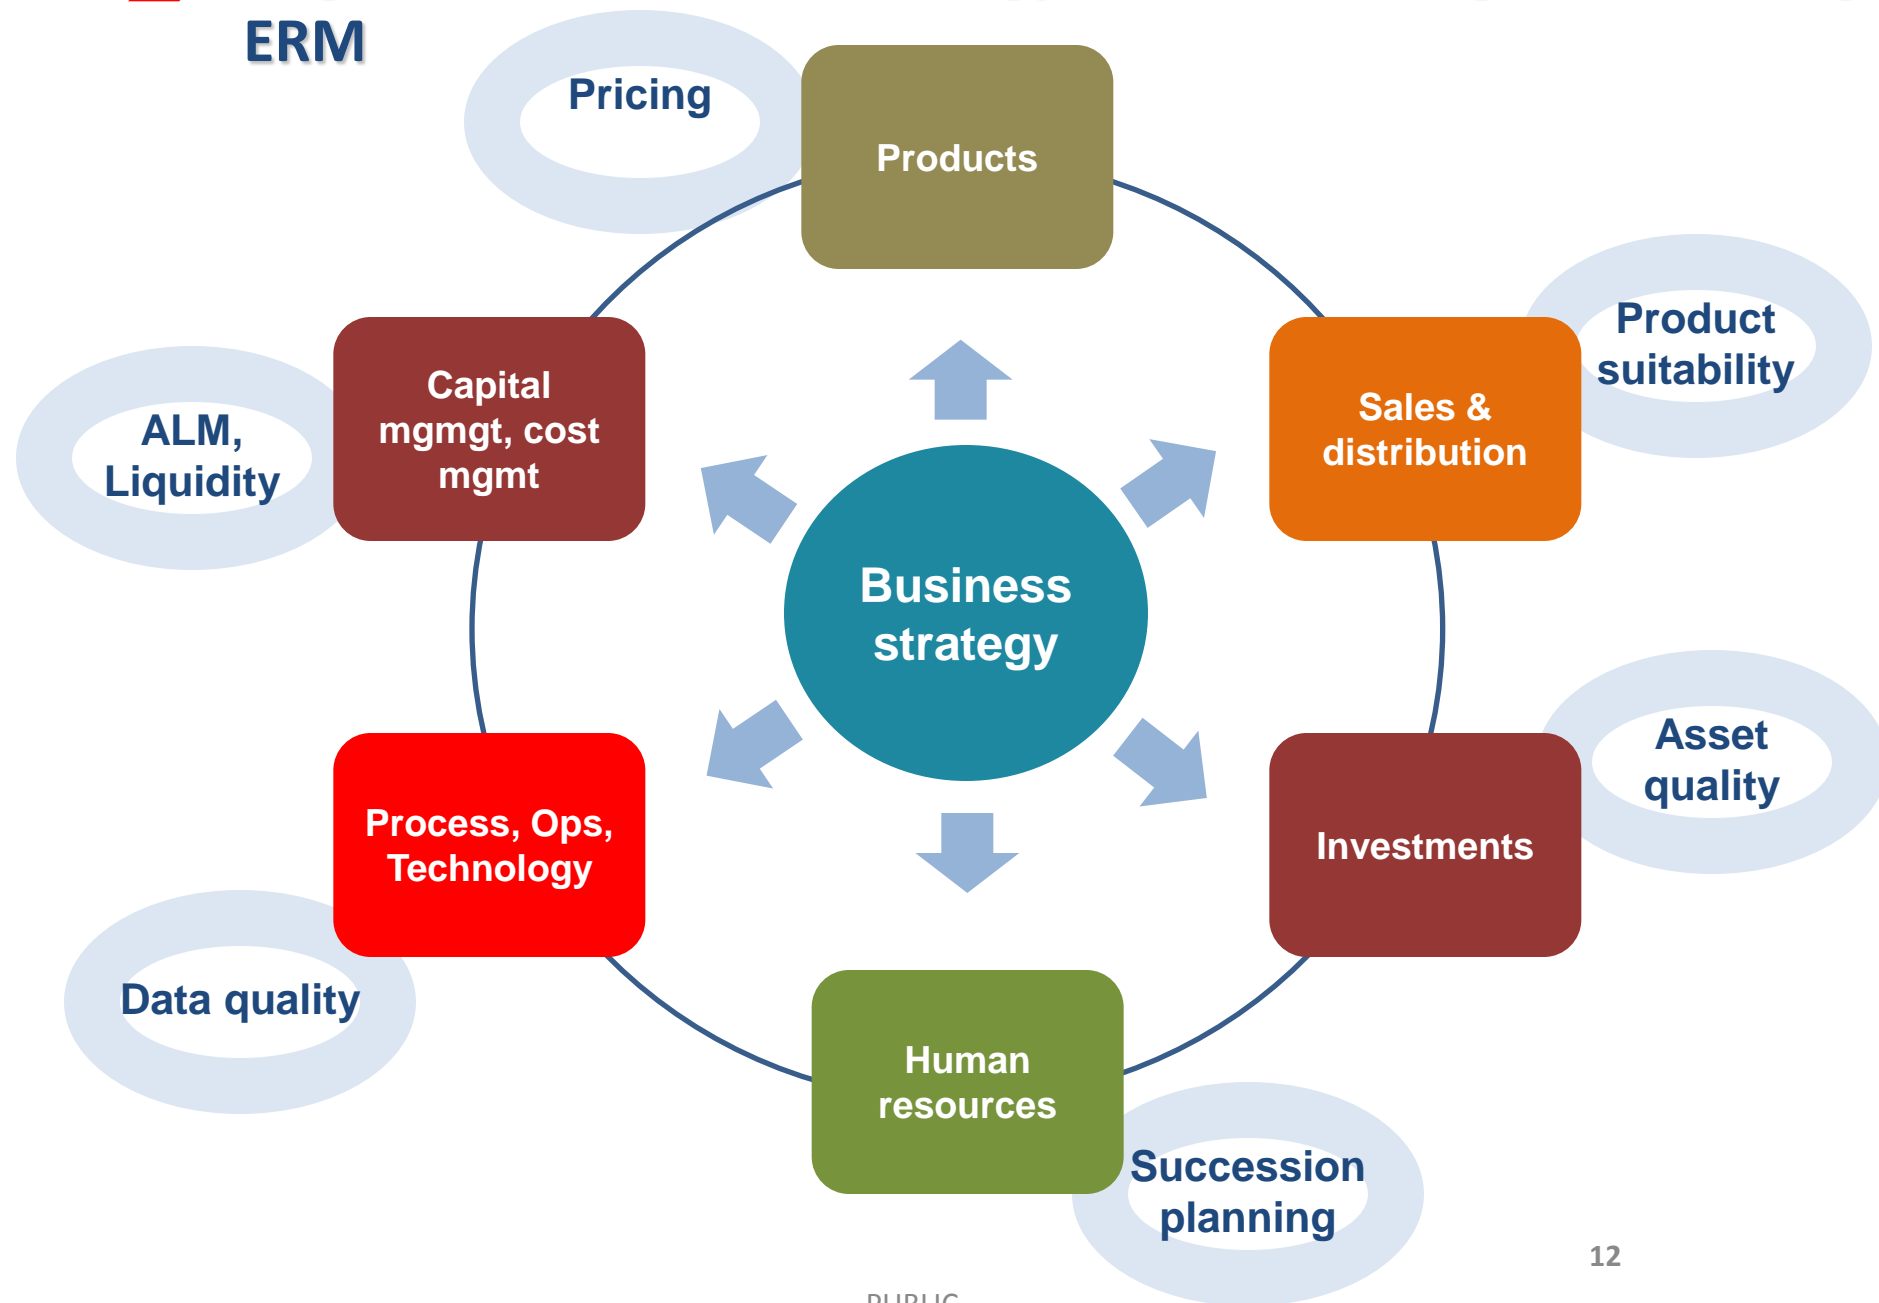 ERM
Pricing
Products
Product
suitability
Capital
mgmgt, cost
mgmt
Sales &
distribution
ALM,
Liquidity
Business
strategy
Asset
quality
Process, Ops,
Technology
Investments
Data quality
Human
resources
Succession
planning
12
PUBLIC